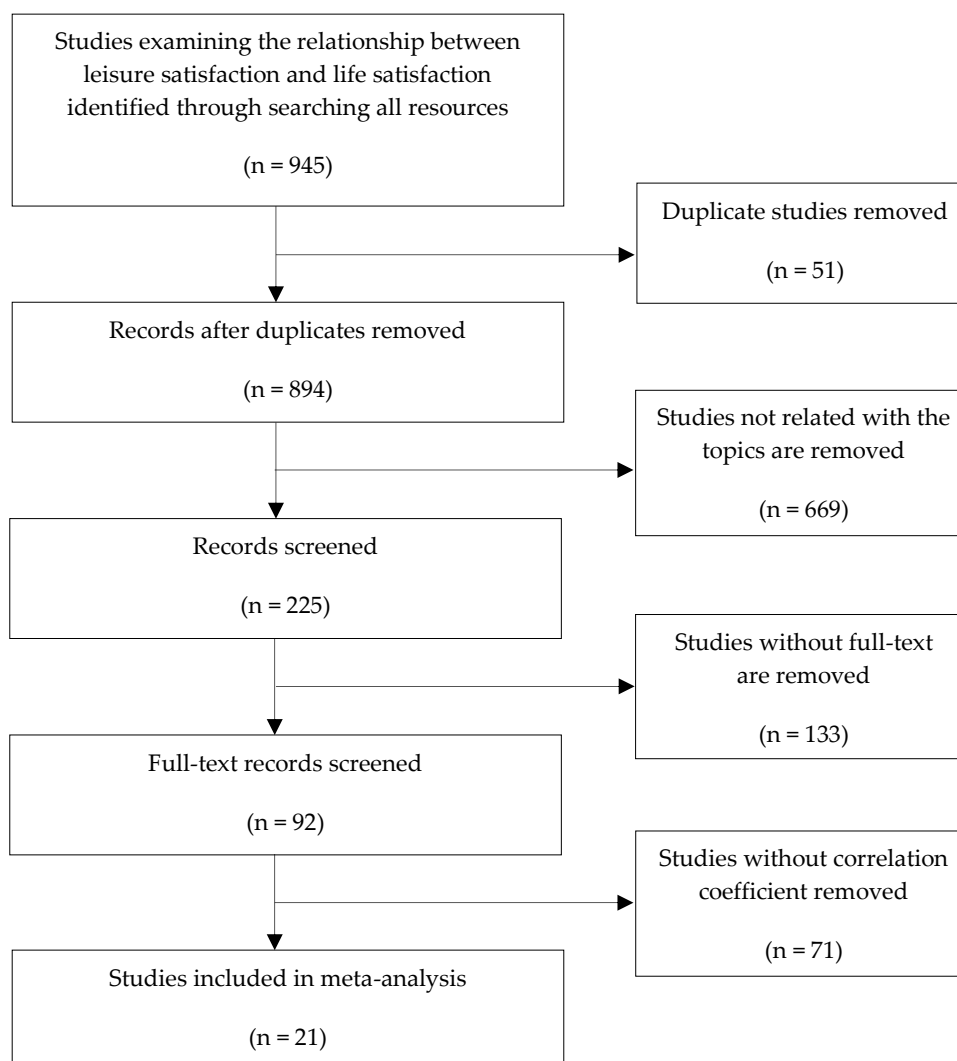 Studies examining the relationship between
leisure satisfaction and life satisfaction
identified through searching all resources
(n = 945)
Duplicate studies removed
(n = 51)
Records after duplicates removed
(n = 894)
Studies not related with the
topics are removed
(n = 669)
Records screened
(n = 225)
Studies without full-text
are removed
(n = 133)
Full-text records screened
(n = 92)
Studies without correlation
coefficient removed
(n = 71)
Studies included in meta-analysis
(n = 21)